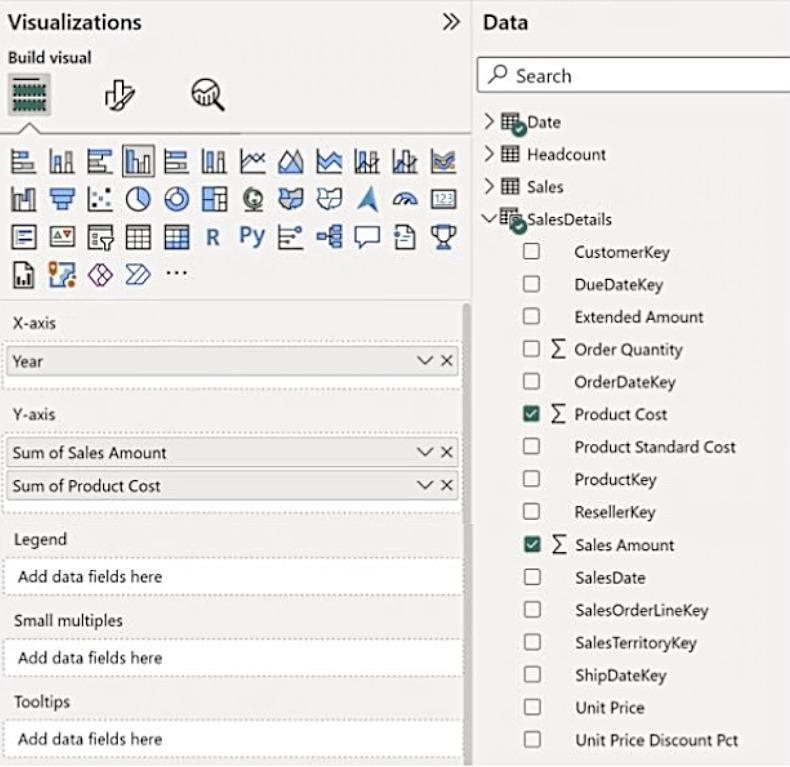 Visualizations
Build visual
123
R
Py
X-axis
Year
Y-axis
Sum of Sales Amount
Sum of Product Cost
Legend
Add data fields here
Small multiples
Add data fields here
Tooltips
Add data fields here
Data
Search
Date
Headcount
Sales
SalesDetails
CustomerKey
DueDateKey
Extended Amount
∑ Order Quantity
OrderDateKey
∑ Product Cost
Product Standard Cost
ProductKey
ResellerKey
∑ Sales Amount
SalesDate
SalesOrderLineKey
SalesTerritoryKey
ShipDateKey
Unit Price
Unit Price Discount Pct